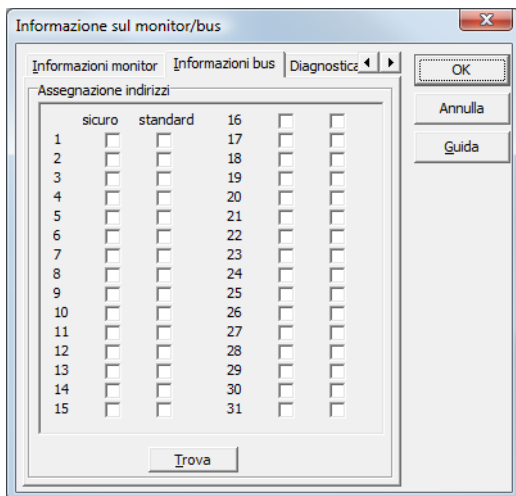 Informazione sul monitor/bus
Informazioni monitor Informazioni bus Diagnostica
OK
Annulla
Guida
Assegnazione indirizzi
sicuro standard 16
1 17
2 18
3 19
4 20
5 21
6 22
7 23
8 24
9 25
10 26
11 27
12 28
13 29
14 30
15 31
Trova